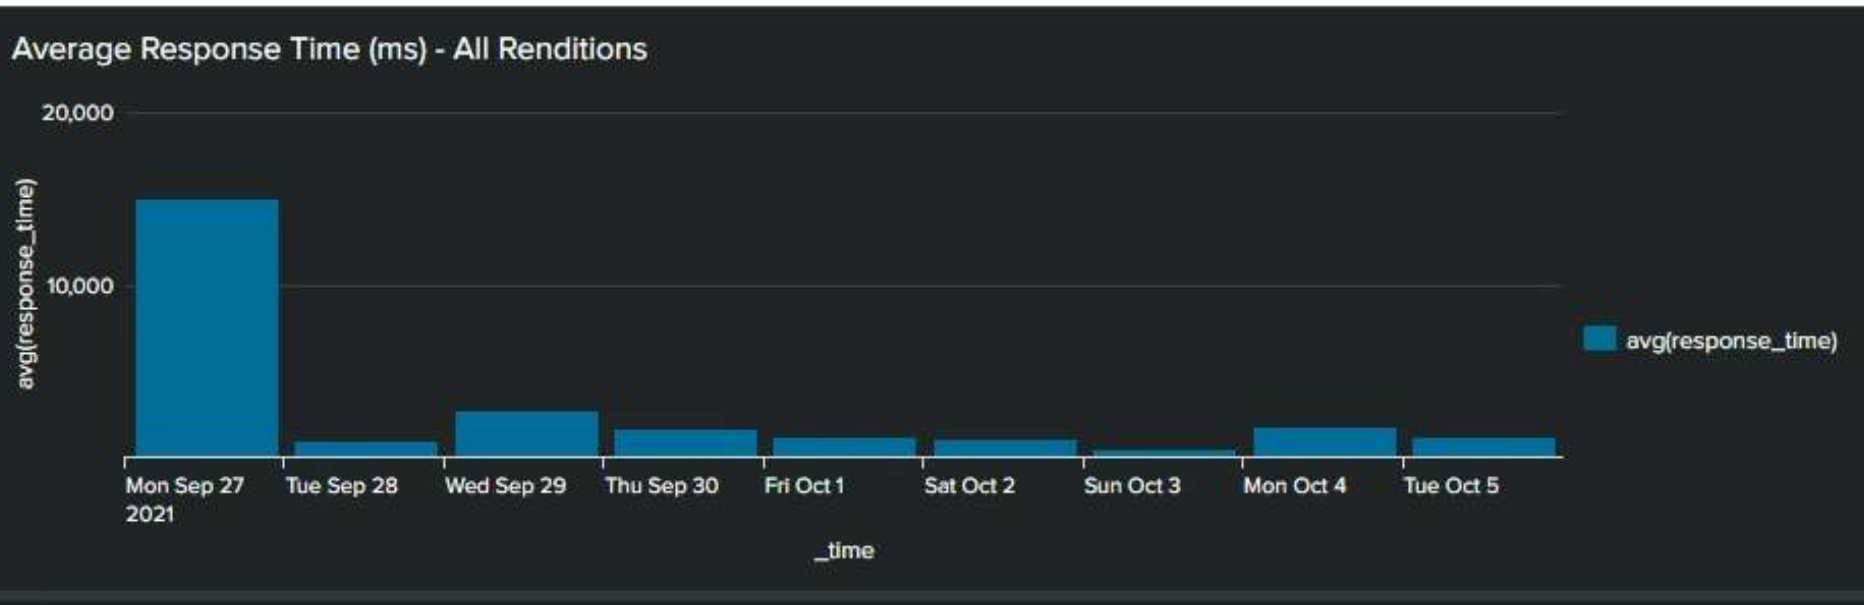 Average Response Time (ms) - All Renditions
20,000
10,000
avg(response_time)
avg(response_time)
Mon Sep 27 Tue Sep 28 Wed Sep 29 Thu Sep 30 Fri Oct 1 Sat Oct 2 Sun Oct 3 Mon Oct 4 Tue Oct 5
2021
_time